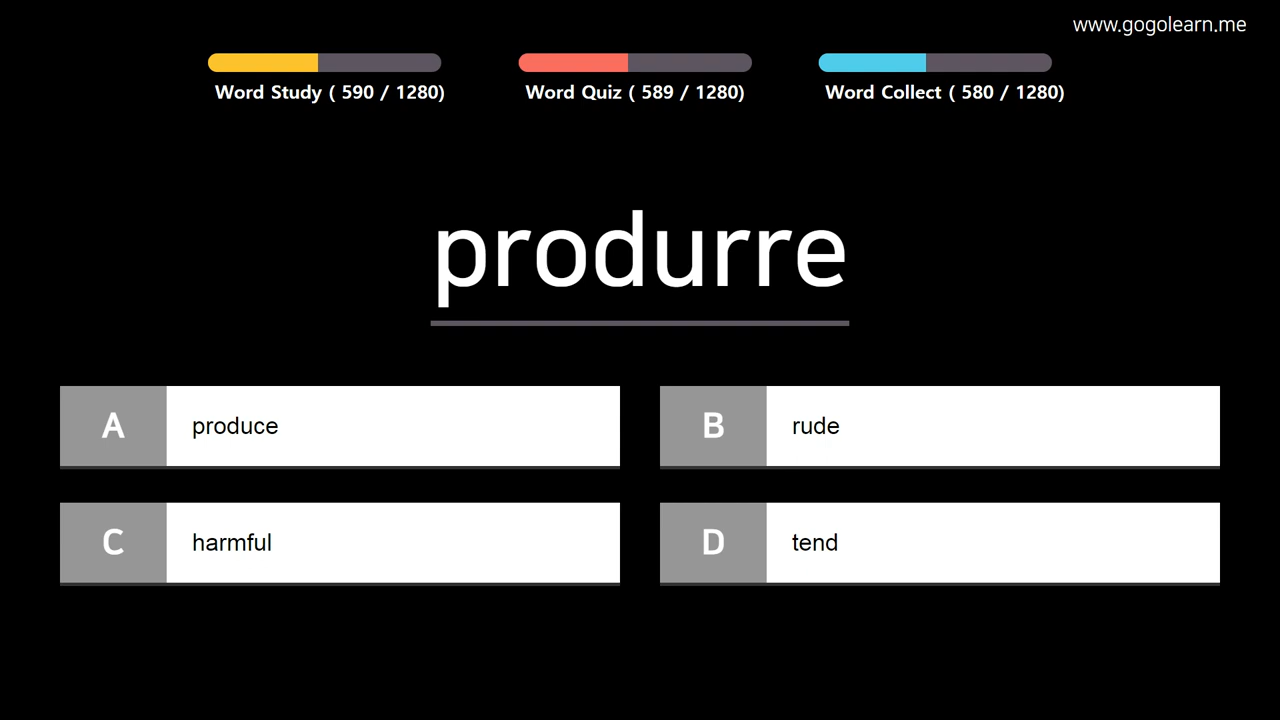 www.gogolearn.me
Word Study ( 590 / 1280)
Word Quiz ( 589 / 1280)
Word Collect ( 580 / 1280)
produrre
A produce
B rude
C harmful
D tend